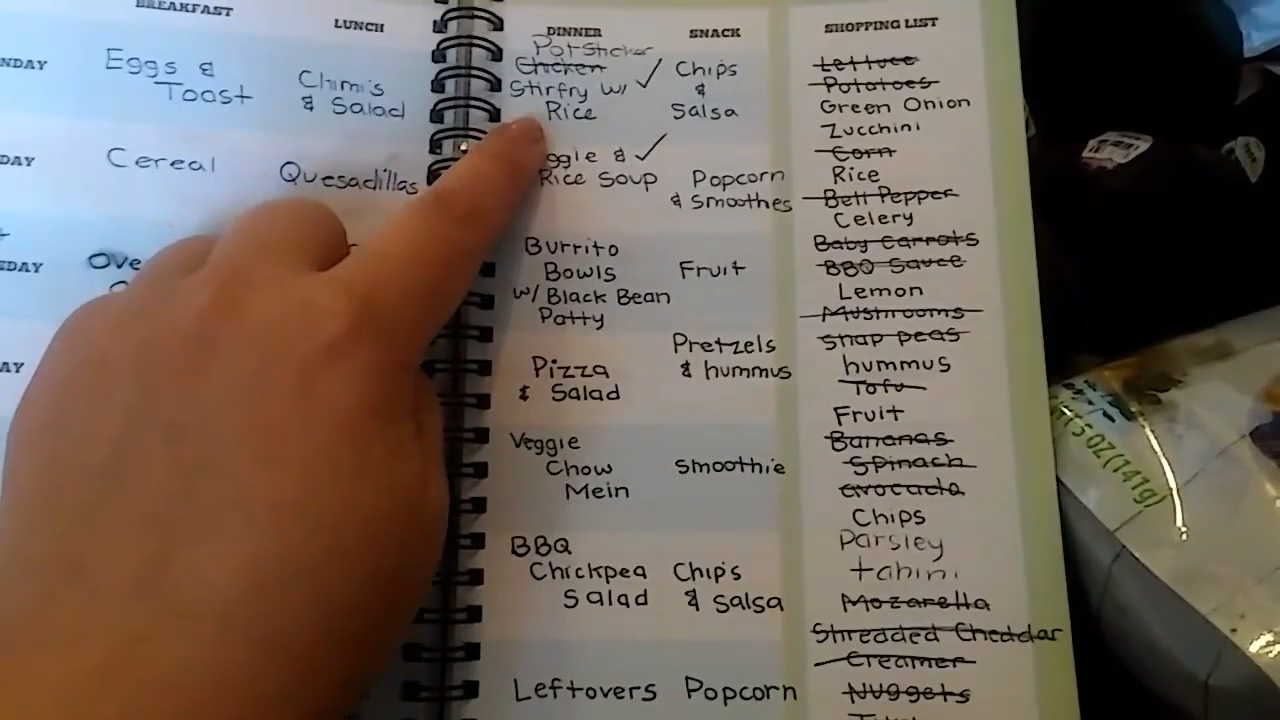 BREAKFAST
LUNCH
DINNER
SNACK
SHOPPING LIST
NDAY
Eggs &
Toast
Chimi's
& Salad
Potsticker
Chicken
Stirfry w/
Rice
Chips
&
Salsa
DAY
Cereal
Quesadillas
ggie &
Rice Soup
Popcorn
& Smoothes
SDAY
Ove
Burrito
Bowls
w/ Black Bean
Patty
Fruit
AY
Pizza
& Salad
Pretzels
& hummus
Veggie
Chow
Mein
Smoothie
BBQ
Chickpea
Salad
Chips
& Salsa
Leftovers
Popcorn
Lettuce
Potatoes
Green Onion
Zucchini
Corn
Rice
Bell Pepper
Celery
Baby Carrots
BBQ Sauce
Lemon
Mushrooms
Snap peas
hummus
Tofu
Fruit
Bananas
Spinach
avocado
Chips
Parsley
tahini
Mozarella
Shredded Cheddar
Creamer
Nuggets
5 OZ (141g)